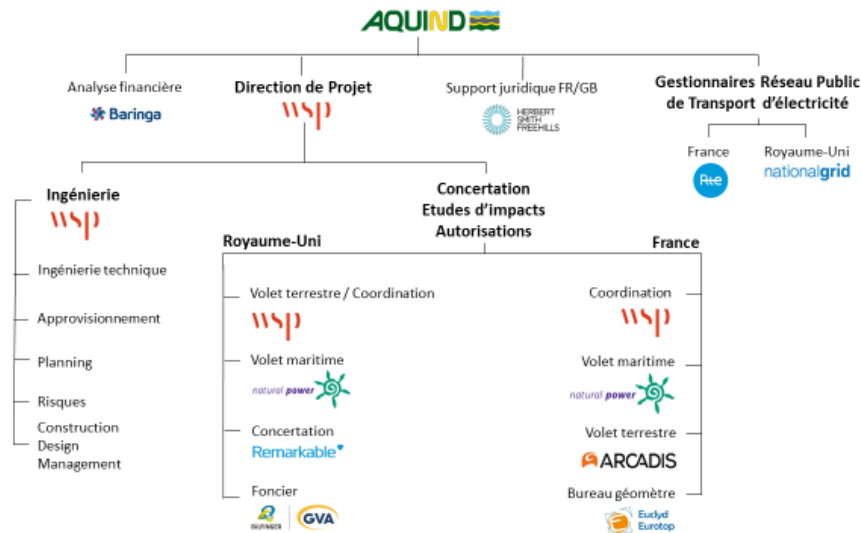 AQUIND
Analyse financière
Baringa
Direction de Projet
wsp
Support juridique FR/GB
HERBERT
SMITH
FREEHILLS
Gestionnaires Réseau Public
de Transport d'électricité
France
Rte
Royaume-Uni
nationalgrid
Ingénierie
wsp
Ingénierie technique
Approvisionnement
Planning
Risques
Construction
Design
Management
Concertation
Etudes d'impacts
Autorisations
Royaume-Uni
Volet terrestre / Coordination
wsp
Volet maritime
natural power
Concertation
Remarkable
Foncier
BILFINGER
GVA
France
Coordination
wsp
Volet maritime
natural power
Volet terrestre
ARCADIS
Bureau géomètre
Euclyd
Eurotop